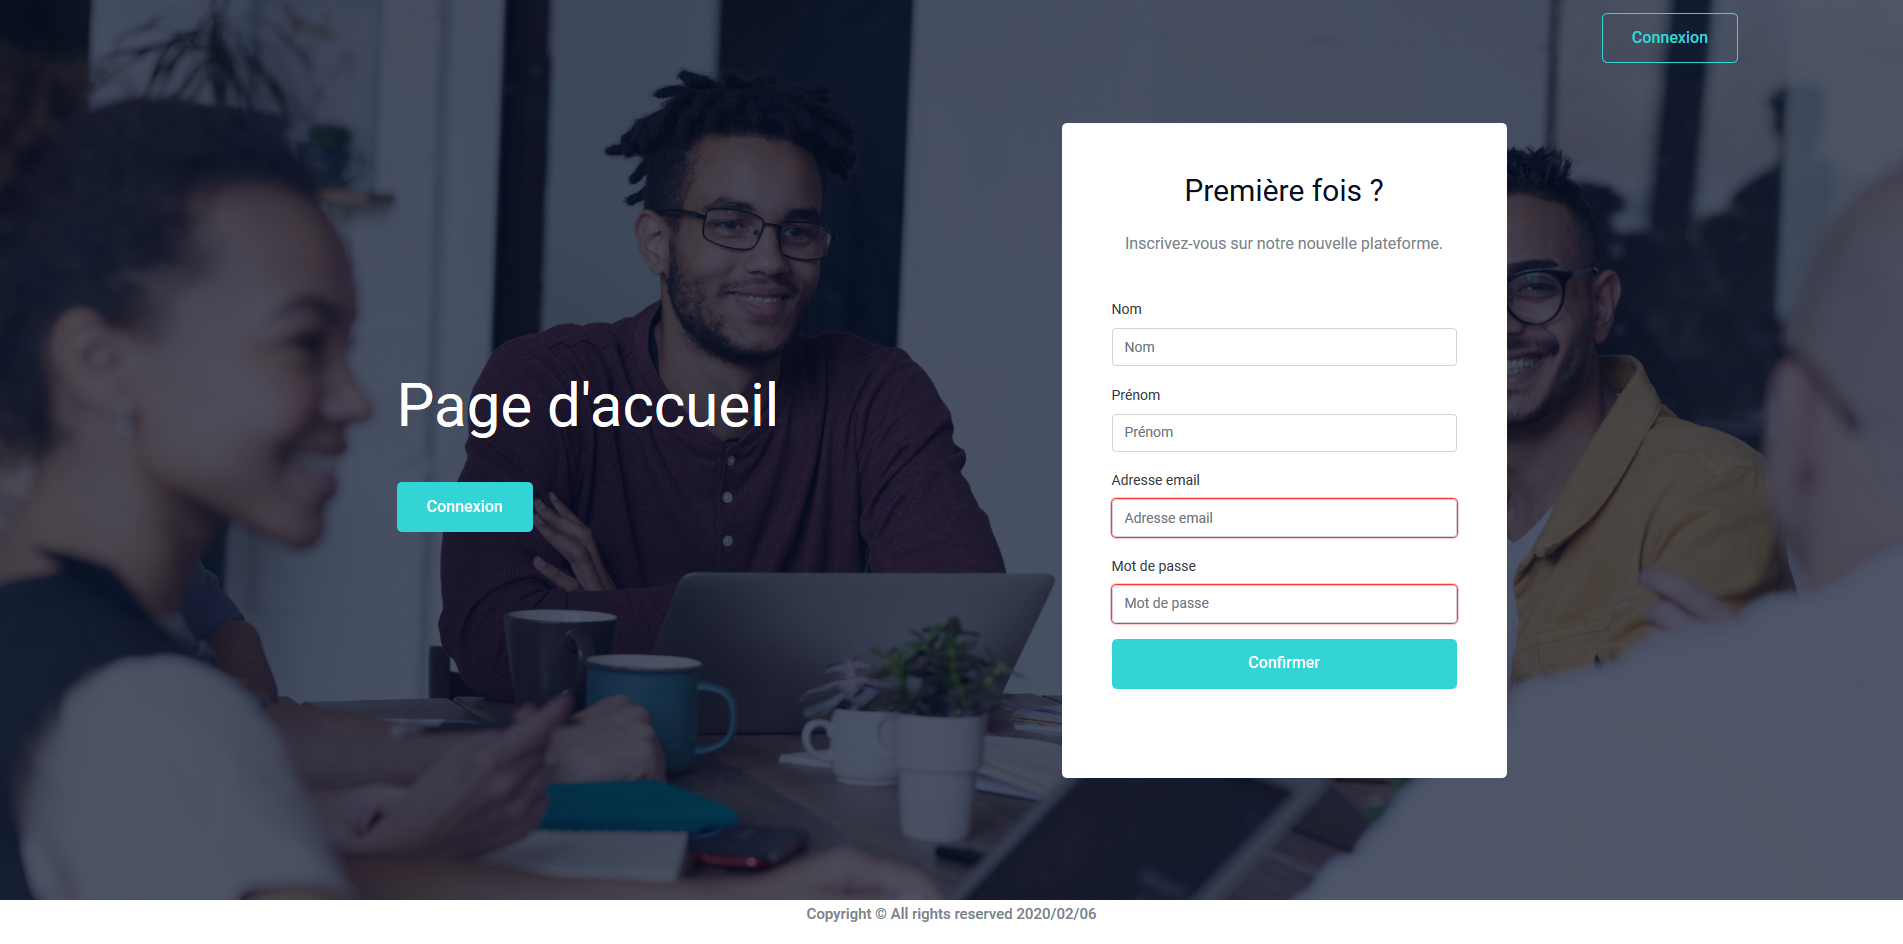 Connexion
Première fois ?
Inscrivez-vous sur notre nouvelle plateforme.
Nom
Nom
Prénom
Prénom
Adresse email
Adresse email
Mot de passe
Mot de passe
Confirmer
Page d'accueil
Connexion
Copyright © All rights reserved 2020/02/06